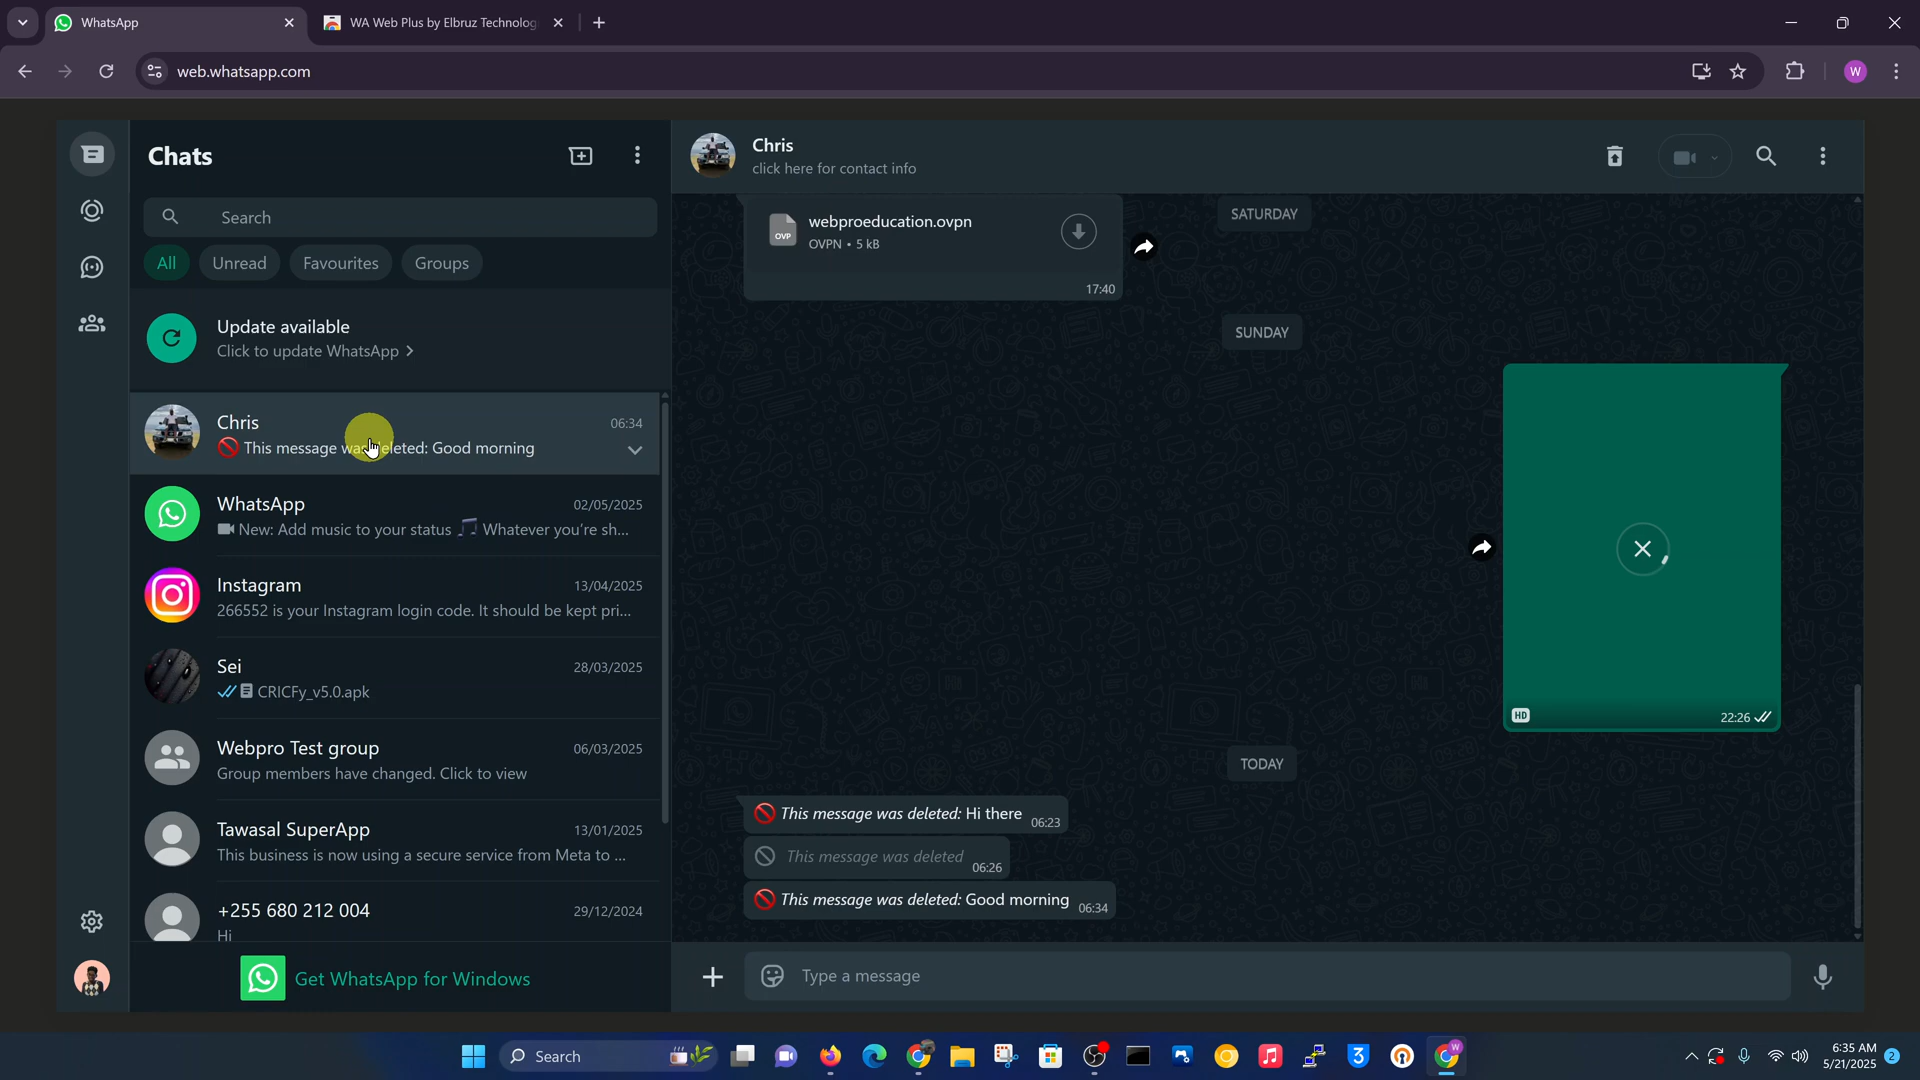 WhatsApp
WA Web Plus by Elbruz Technolog
web.whatsapp.com
W
Chats
Search
All
Unread
Favourites
Groups
Update available
Click to update WhatsApp
Chris
06:34
This message was deleted: Good morning
WhatsApp
02/05/2025
New: Add music to your status 🎵 Whatever you're sh...
Instagram
13/04/2025
266552 is your Instagram login code. It should be kept pri...
Sei
28/03/2025
CRICFy_v5.0.apk
Webpro Test group
06/03/2025
Group members have changed. Click to view
Tawasal SuperApp
13/01/2025
This business is now using a secure service from Meta to ...
+255 680 212 004
29/12/2024
Hi
Get WhatsApp for Windows
Chris
click here for contact info
SATURDAY
OVP
webproeducation.ovpn
OVPN • 5 kB
17:40
SUNDAY
HD
22:26
TODAY
This message was deleted: Hi there
06:23
This message was deleted
06:26
This message was deleted: Good morning
06:34
Type a message
Search
W
6:35 AM
5/21/2025
2